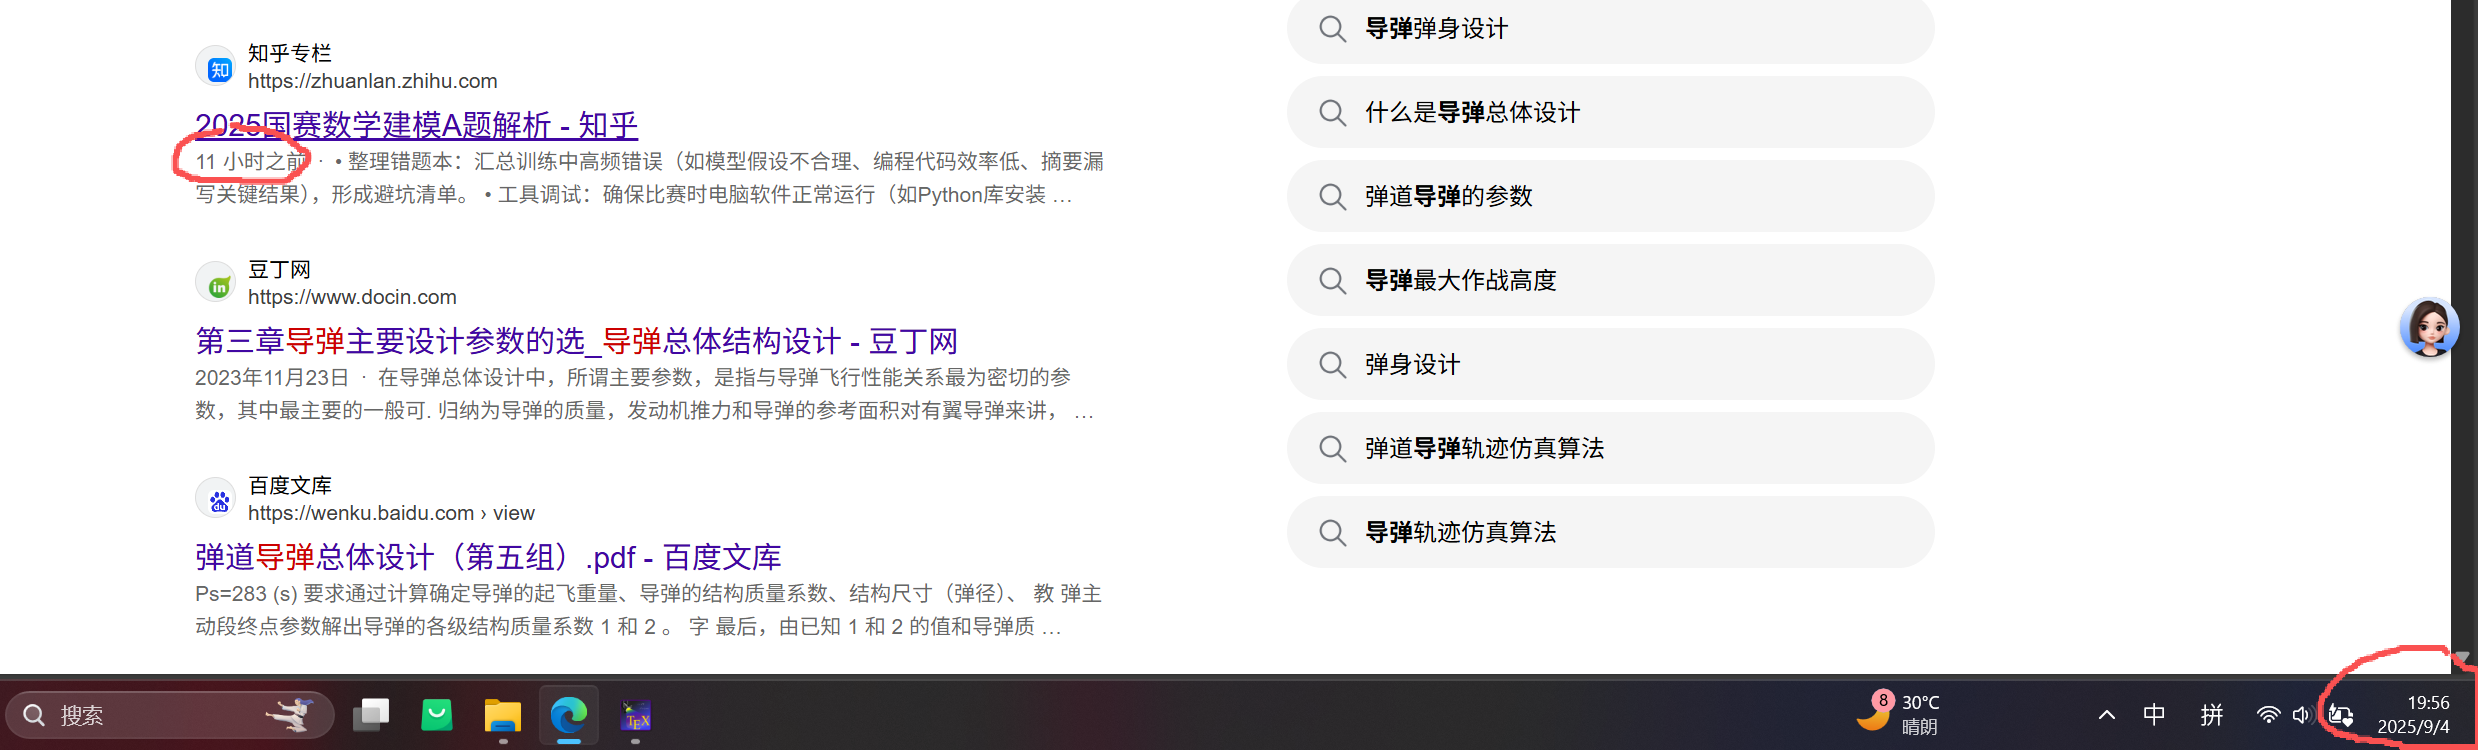 知乎专栏
https://zhuanlan.zhihu.com
2025国赛数学建模A题解析 - 知乎
11 小时之前 · • 整理错题本：汇总训练中高频错误（如模型假设不合理、编程代码效率低、摘要漏
写关键结果），形成避坑清单。 • 工具调试：确保比赛时电脑软件正常运行（如Python库安装 …
豆丁网
https://www.docin.com
第三章导弹主要设计参数的选_导弹总体结构设计 - 豆丁网
2023年11月23日 · 在导弹总体设计中，所谓主要参数，是指与导弹飞行性能关系最为密切的参
数，其中最主要的一般可. 归纳为导弹的质量，发动机推力和导弹的参考面积对有翼导弹来讲， …
百度文库
https://wenku.baidu.com › view
弹道导弹总体设计（第五组）.pdf - 百度文库
Ps=283 (s) 要求通过计算确定导弹的起飞重量、导弹的结构质量系数、结构尺寸（弹径）、 教 弹主
动段终点参数解出导弹的各级结构质量系数 1 和 2 。 字 最后，由已知 1 和 2 的值和导弹质 …
导弹弹身设计
什么是导弹总体设计
弹道导弹的参数
导弹最大作战高度
弹身设计
弹道导弹轨迹仿真算法
导弹轨迹仿真算法
搜索
TEX
8
30°C
晴朗
中
拼
19:56
2025/9/4